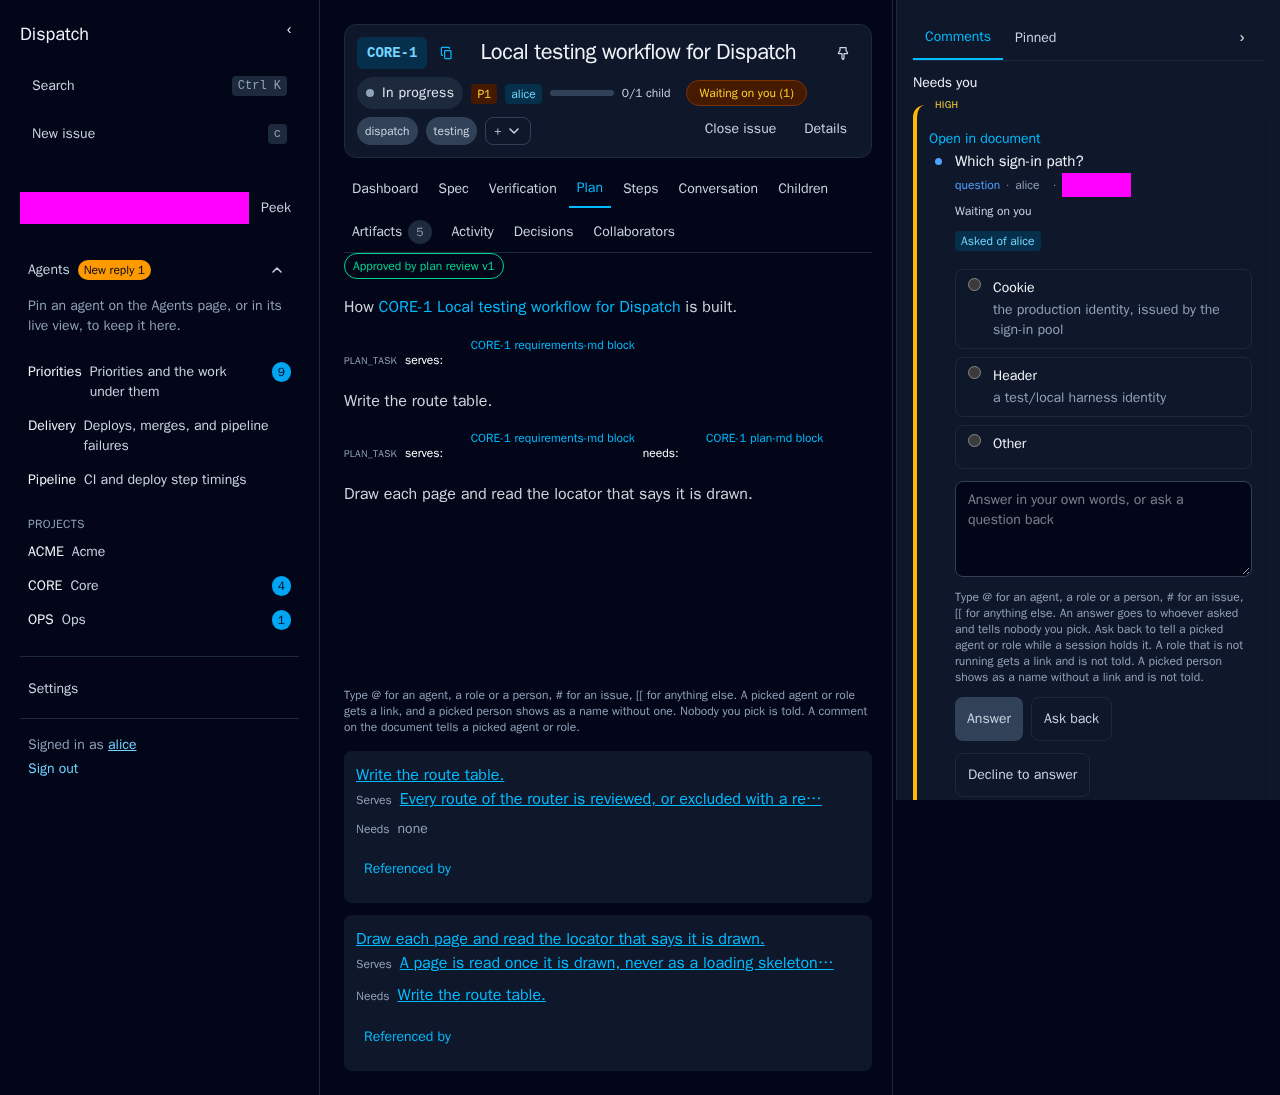 Dispatch
Search
Ctrl K
New issue
C
Peek
Agents
New reply 1
Pin an agent on the Agents page, or in its
live view, to keep it here.
Priorities
Priorities and the work
under them
9
Delivery
Deploys, merges, and pipeline
failures
Pipeline
CI and deploy step timings
PROJECTS
ACME
Acme
CORE
Core
4
OPS
Ops
1
Settings
Signed in as alice
Sign out
CORE-1
Local testing workflow for Dispatch
In progress
P1
alice
0/1 child
Waiting on you (1)
dispatch
testing
+
Close issue
Details
Dashboard
Spec
Verification
Plan
Steps
Conversation
Children
Artifacts
5
Activity
Decisions
Collaborators
Approved by plan review v1
How CORE-1 Local testing workflow for Dispatch is built.
CORE-1 requirements-md block
PLAN_TASK
serves:
Write the route table.
CORE-1 requirements-md block
CORE-1 plan-md block
PLAN_TASK
serves:
needs:
Draw each page and read the locator that says it is drawn.
Type @ for an agent, a role or a person, # for an issue, [[ for anything else. A picked agent or role
gets a link, and a picked person shows as a name without one. Nobody you pick is told. A comment
on the document tells a picked agent or role.
Write the route table.
Serves
Every route of the router is reviewed, or excluded with a re…
Needs
none
Referenced by
Draw each page and read the locator that says it is drawn.
Serves
A page is read once it is drawn, never as a loading skeleton…
Needs
Write the route table.
Referenced by
Comments
Pinned
Needs you
HIGH
Open in document
Which sign-in path?
question · alice ·
Waiting on you
Asked of alice
Cookie
the production identity, issued by the
sign-in pool
Header
a test/local harness identity
Other
Answer in your own words, or ask a
question back
Type @ for an agent, a role or a person, # for an issue,
[[ for anything else. An answer goes to whoever asked
and tells nobody you pick. Ask back to tell a picked
agent or role while a session holds it. A role that is not
running gets a link and is not told. A picked person
shows as a name without a link and is not told.
Answer
Ask back
Decline to answer